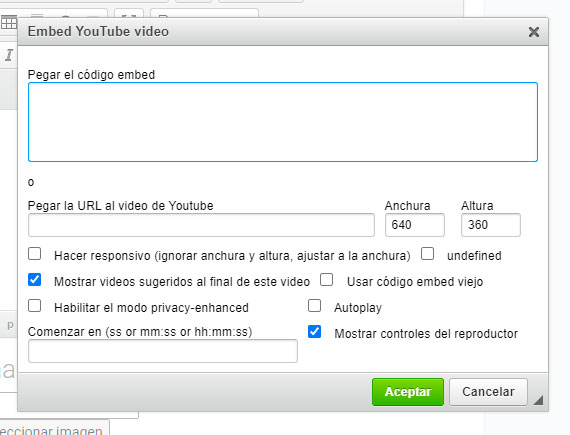 I
Embed YouTube video
Pegar el código embed
o
Pegar la URL al video de Youtube Anchura Altura
640 360
Hacer responsivo (ignorar anchura y altura, ajustar a la anchura) undefined
Mostrar videos sugeridos al final de este video Usar código embed viejo
Habilitar el modo privacy-enhanced Autoplay
Comenzar en (ss or mm:ss or hh:mm:ss) Mostrar controles del reproductor
p
Aceptar Cancelar
eccionar imagen